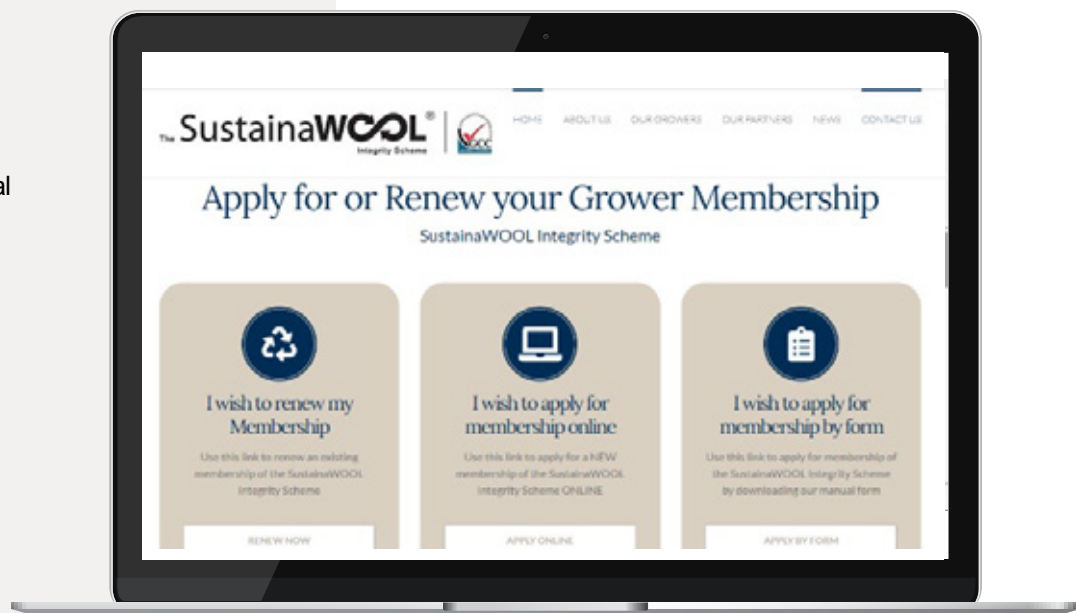 al
The SustainaWOOL®
Integrity Scheme
HOME ABOUT US OUR GROWERS OUR PARTNERS NEWS CONTACT US
Apply for or Renew your Grower Membership
SustainaWOOL Integrity Scheme
I wish to renew my
Membership
Use this link to renew an existing
membership of the SustainaWOOL
Integrity Scheme
RENEW NOW
I wish to apply for
membership online
Use this link to apply for a NEW
membership of the SustainaWOOL
Integrity Scheme ONLINE
APPLY ONLINE
I wish to apply for
membership by form
Use this link to apply for membership of
the SustainaWOOL Integrity Scheme
by downloading our manual form
APPLY BY FORM